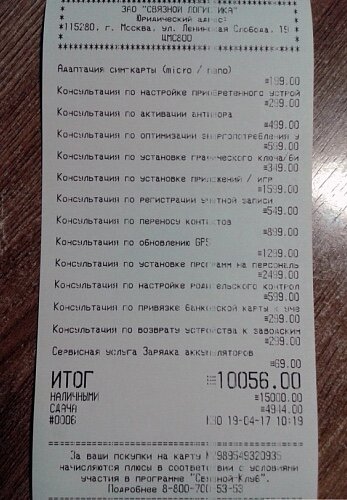 ЗАО "СВЯЗНОЙ ЛОГИСТИКА"
Юридический адрес:
*115280, г. Москва, ул. Ленинская Слобода, 19 *
ЦМС800
Адаптация сим-карты (micro / nano)
≡199.00
Консультация по настройке приобретенного устрой
≡299.00
Консультация по активации антивора
≡499.00
Консультация по оптимизации энергопотребления у
≡599.00
Консультация по установке графического ключа/би
≡349.00
Консультация по установке приложений / игр
≡1599.00
Консультация по регистрации учетной записи
≡549.00
Консультация по переносу контактов
≡899.00
Консультация по обновлению GPS
≡1299.00
Консультация по установке программ на персональ
≡2499.00
Консультация по настройке родительского контрол
≡599.00
Консультация по привязке банковской карты к уче
≡299.00
Консультация по возврату устройства к заводским
≡299.00
Сервисная услуга Зарядка аккумуляторов
≡69.00
ИТОГ ≡10056.00
НАЛИЧНЫМИ ≡15000.00
СДАЧА ≡4944.00
#0006 19-04-17 10:19
За ваши покупки на карту №298954932093
начисляются плюсы в соответствии с условиями
участия в программе "Связной-Клуб".
Подробнее 8-800-700-53-53